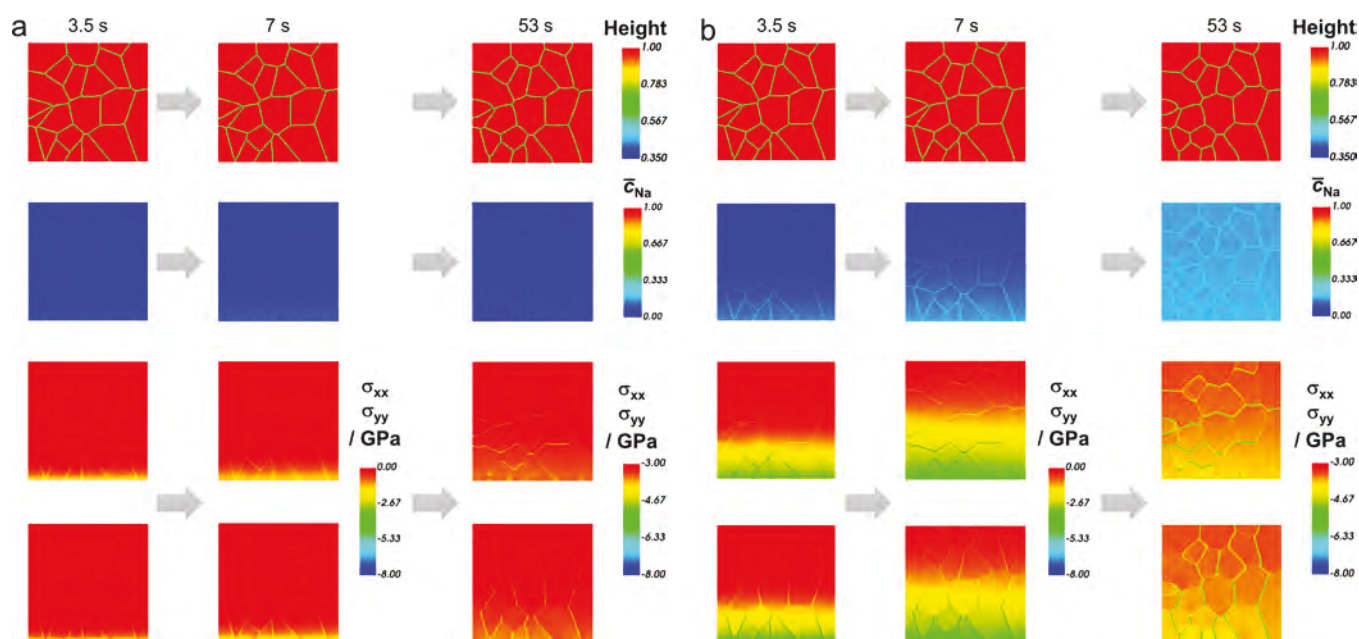 a 3.5 s 7 s 53 s Height b 3.5 s 7 s 53 s Height
1.00
0.783
0.567
0.350
1.00
0.783
0.567
0.350
c̅Na
1.00
0.667
0.333
0.00
c̅Na
1.00
0.667
0.333
0.00
σxx
σyy
/ GPa
0.00
-2.67
-5.33
-8.00
σxx
σyy
/ GPa
-3.00
-4.67
-6.33
-8.00
σxx
σyy
/ GPa
0.00
-2.67
-5.33
-8.00
σxx
σyy
/ GPa
-3.00
-4.67
-6.33
-8.00